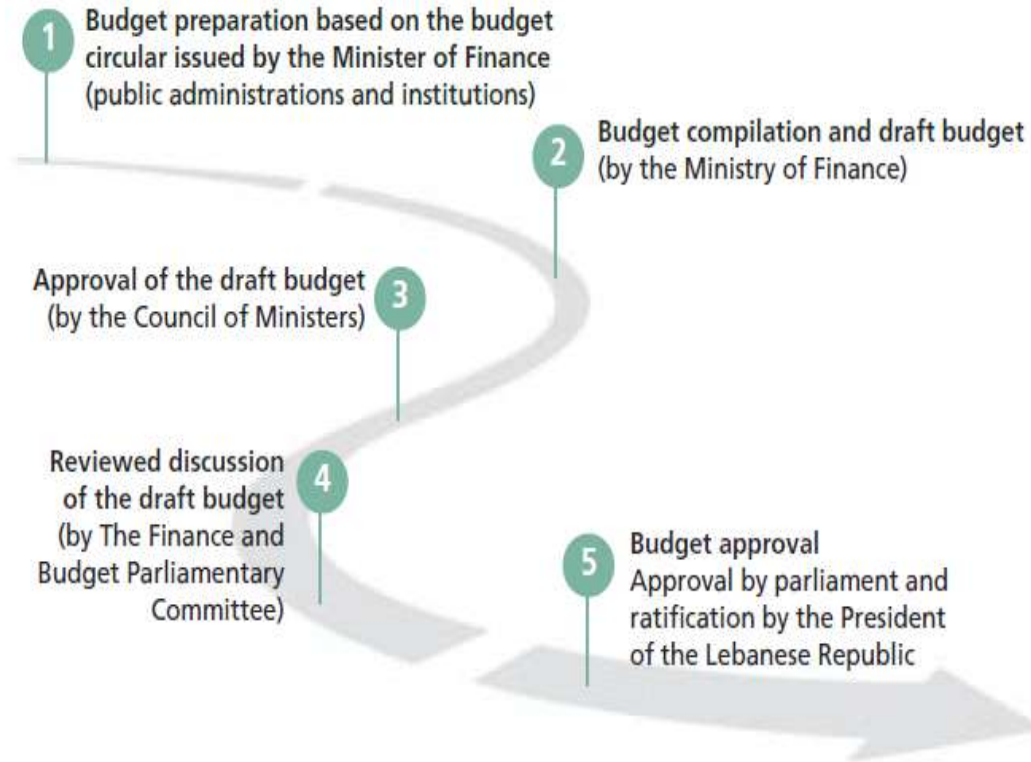 1
Budget preparation based on the budget
circular issued by the Minister of Finance
(public administrations and institutions)
2
Budget compilation and draft budget
(by the Ministry of Finance)
3
Approval of the draft budget
(by the Council of Ministers)
4
Reviewed discussion
of the draft budget
(by The Finance and
Budget Parliamentary
Committee)
5
Budget approval
Approval by parliament and
ratification by the President
of the Lebanese Republic